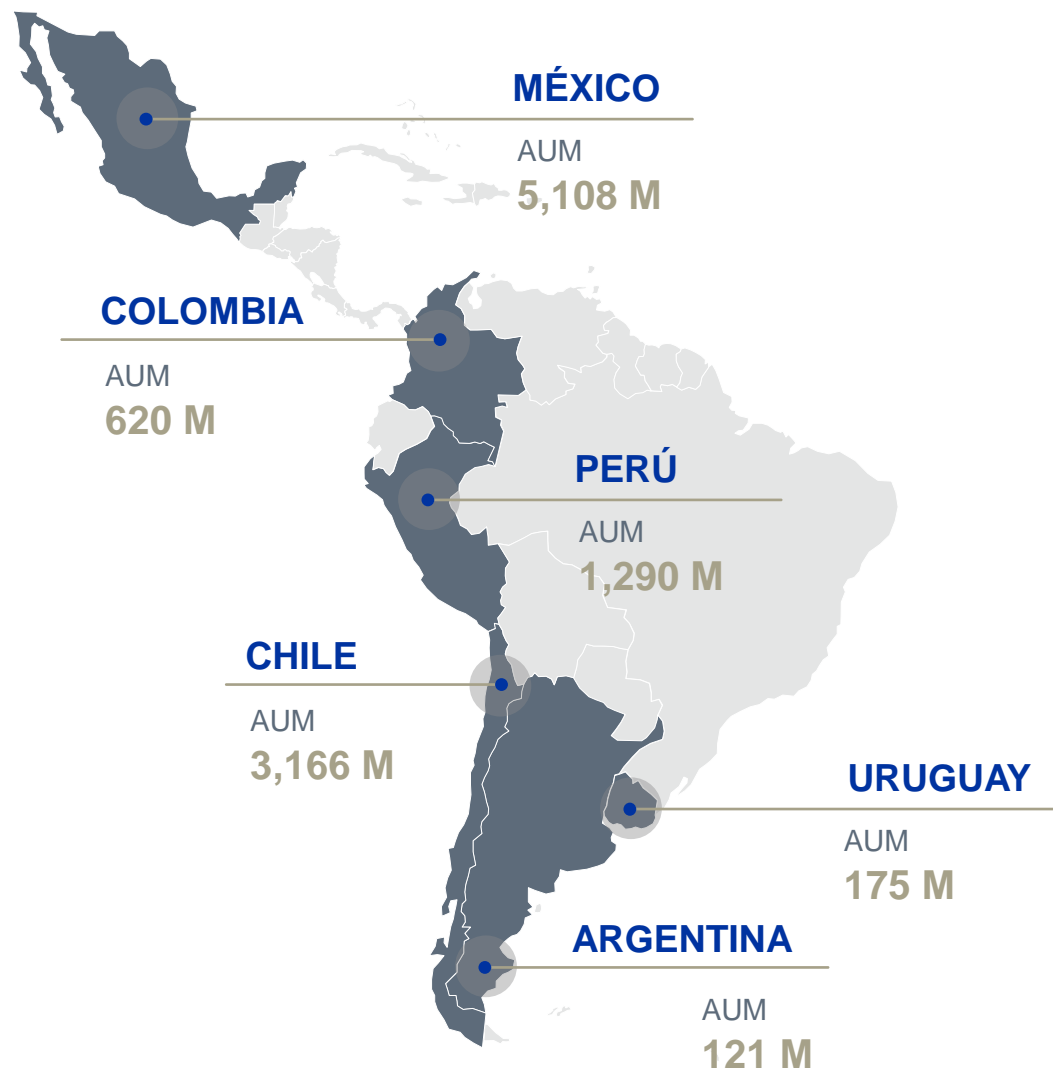 MÉXICO
AUM
5,108 M
COLOMBIA
AUM
620 M
PERÚ
AUM
1,290 M
CHILE
AUM
3,166 M
URUGUAY
AUM
175 M
ARGENTINA
AUM
121 M